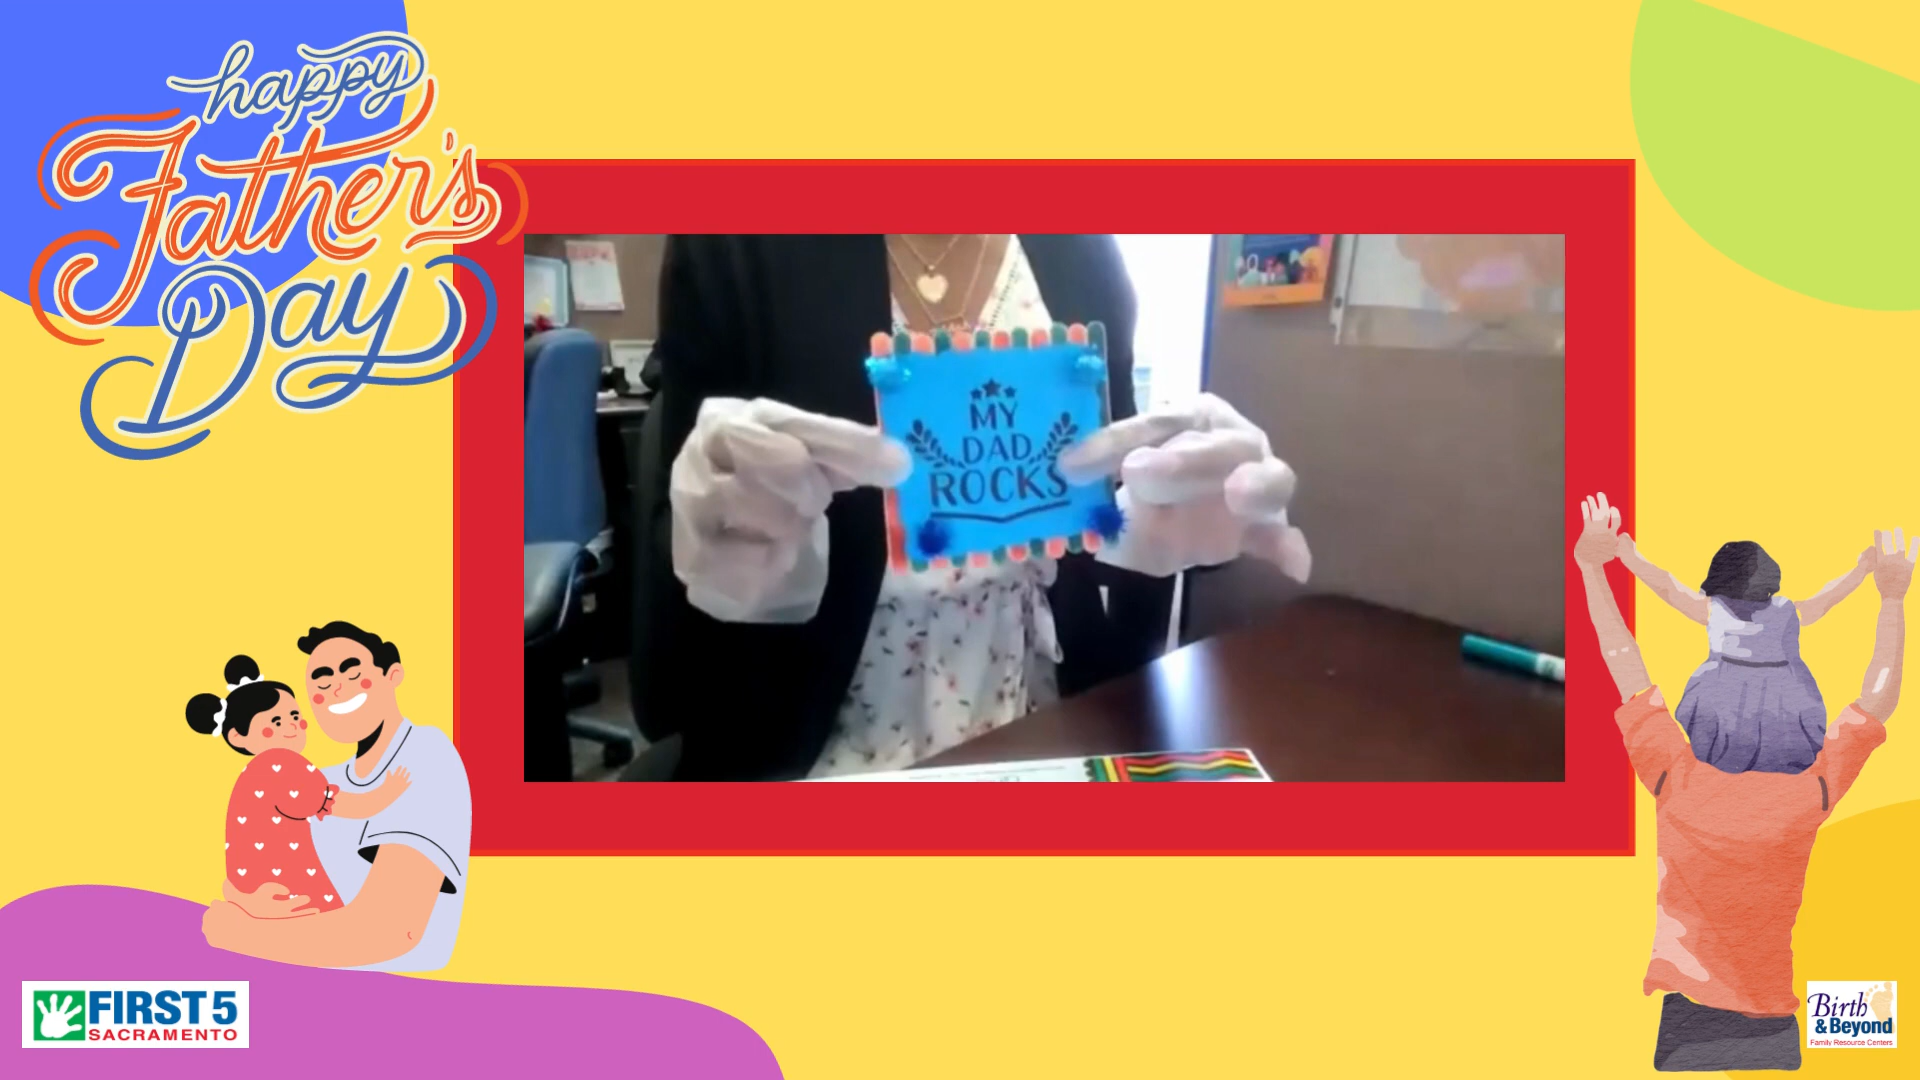 happy
Father's
Day
MY
DAD
ROCKS
FIRST 5
SACRAMENTO
Birth
& Beyond
Family Resource Centers